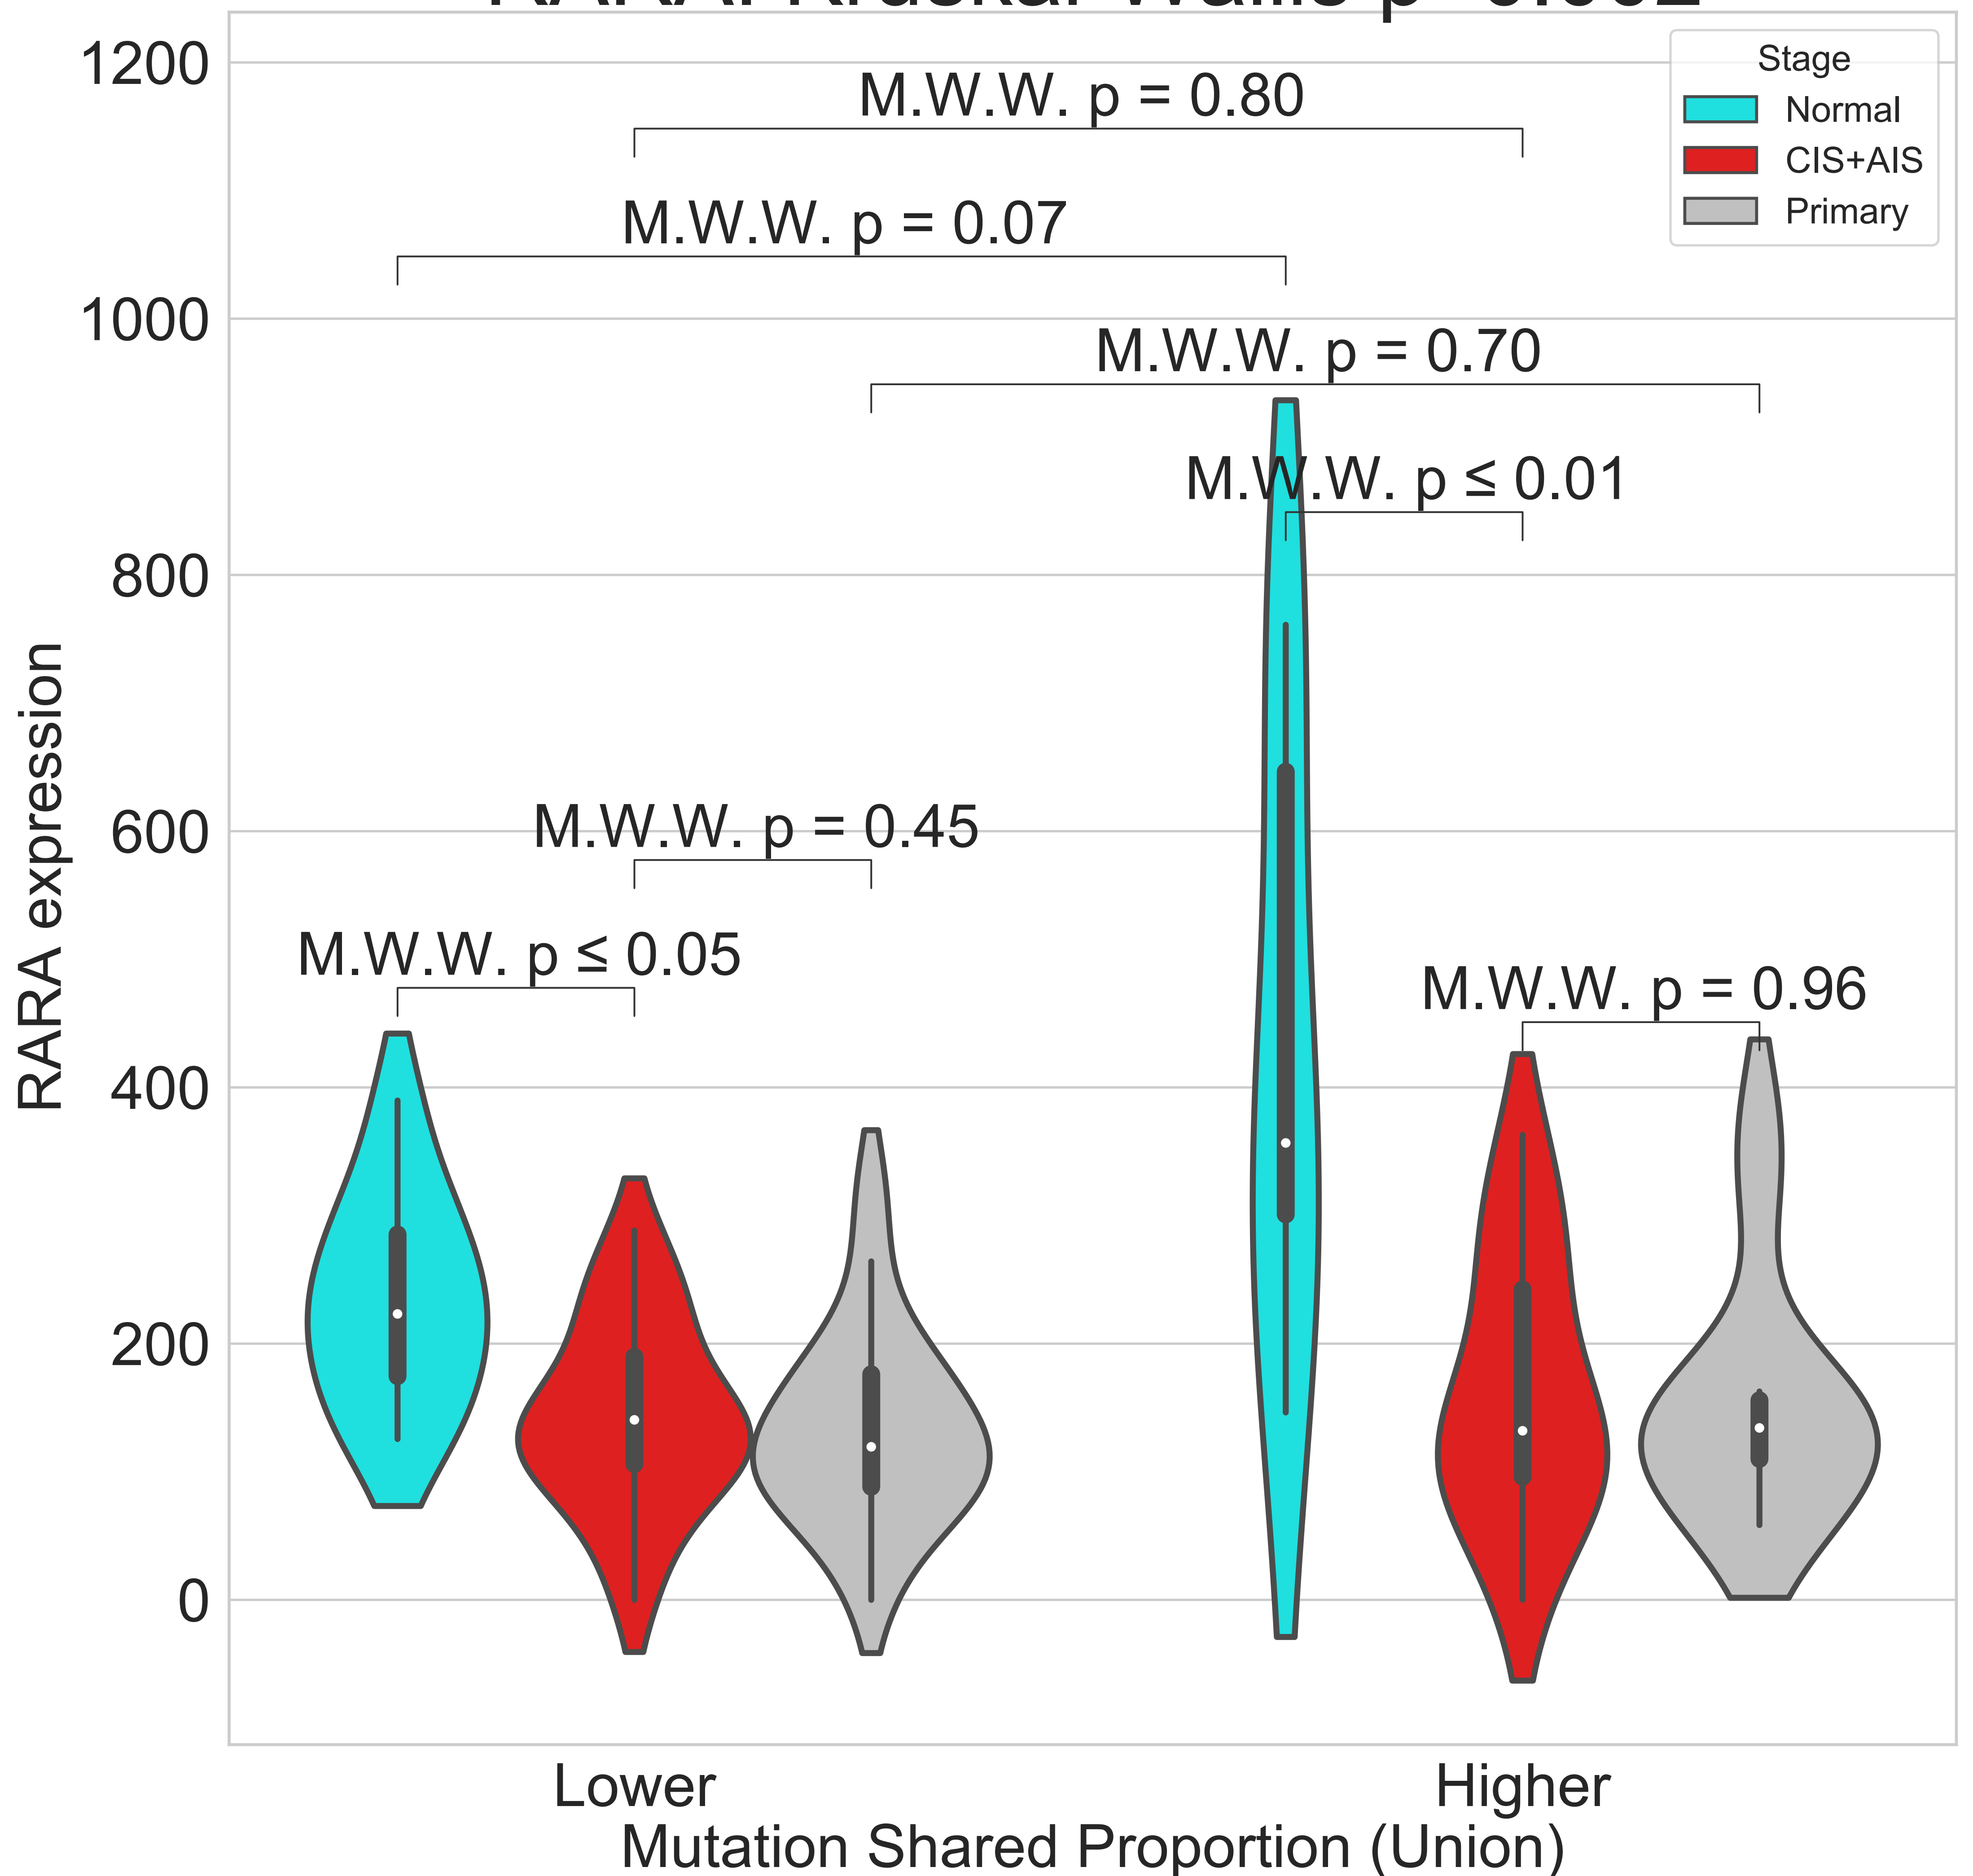 1200
1000
800
600
400
200
0
RARA expression
Stage
Normal
CIS+AIS
Primary
M.W.W. p = 0.80
M.W.W. p = 0.07
M.W.W. p = 0.70
M.W.W. p ≤ 0.01
M.W.W. p = 0.45
M.W.W. p ≤ 0.05
M.W.W. p = 0.96
Lower
Higher
Mutation Shared Proportion (Union)